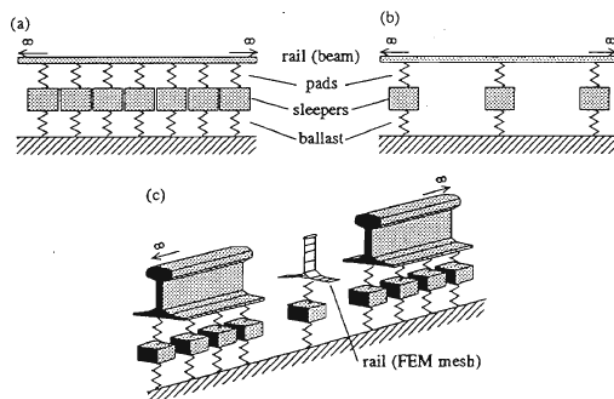 (a)
∞
∞
rail (beam)
pads
sleepers
ballast
(b)
∞
∞
(c)
∞
∞
rail (FEM mesh)